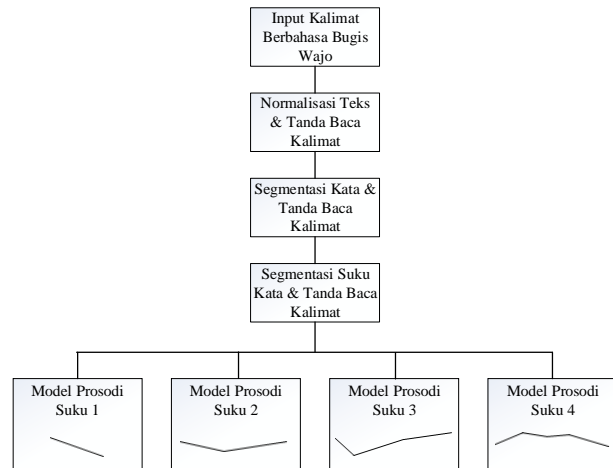 Input Kalimat
Berbahasa Bugis
Wajo
Normalisasi Teks
& Tanda Baca
Kalimat
Segmentasi Kata &
Tanda Baca
Kalimat
Segmentasi Suku
Kata & Tanda Baca
Kalimat
Model Prosodi
Suku 1
Model Prosodi
Suku 2
Model Prosodi
Suku 3
Model Prosodi
Suku 4